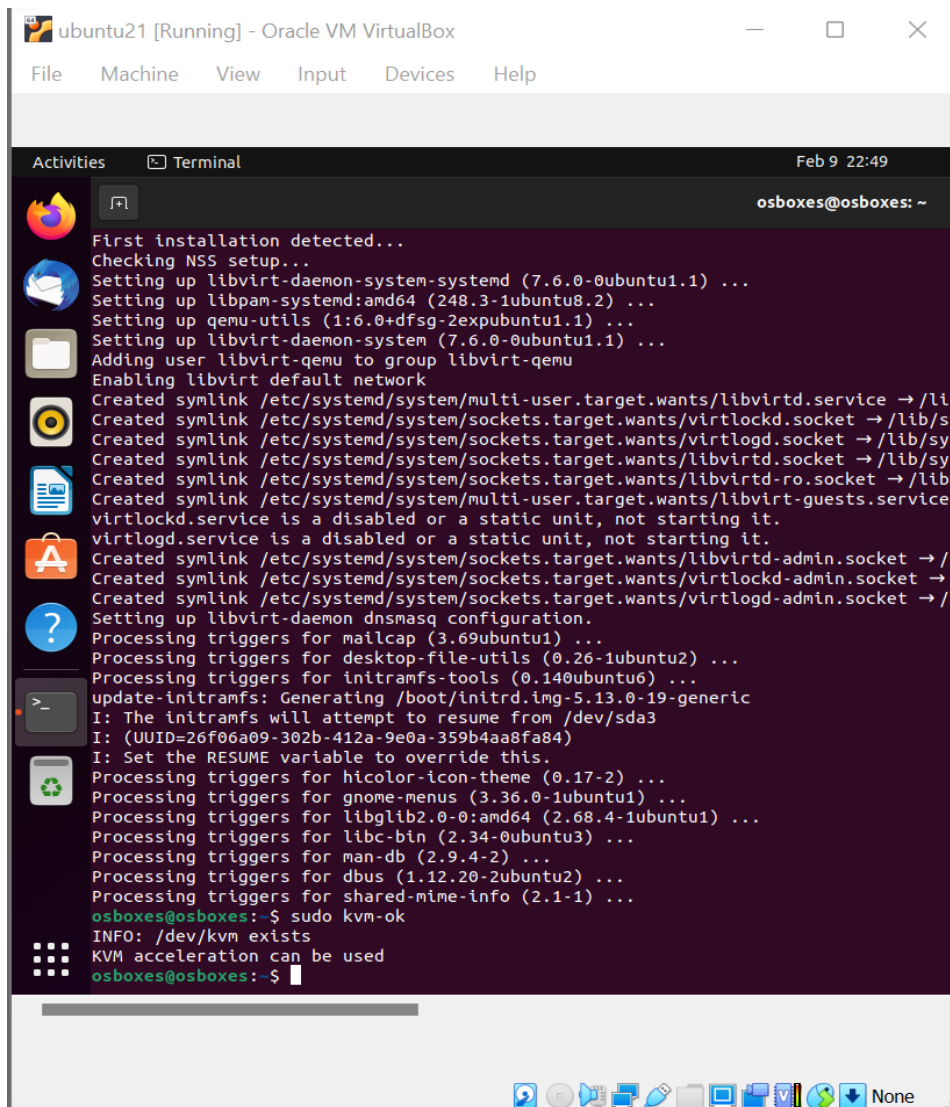 ubuntu21 [Running] - Oracle VM VirtualBox
File Machine View Input Devices Help
Activities Terminal Feb 9 22:49
osboxes@osboxes: ~
First installation detected...
Checking NSS setup...
Setting up libvirt-daemon-system-systemd (7.6.0-0ubuntu1.1) ...
Setting up libpam-systemd:amd64 (248.3-1ubuntu8.2) ...
Setting up qemu-utils (1:6.0+dfsg-2expubuntu1.1) ...
Setting up libvirt-daemon-system (7.6.0-0ubuntu1.1) ...
Adding user libvirt-qemu to group libvirt-qemu
Enabling libvirt default network
Created symlink /etc/systemd/system/multi-user.target.wants/libvirtd.service → /li
Created symlink /etc/systemd/system/sockets.target.wants/virtlockd.socket → /lib/s
Created symlink /etc/systemd/system/sockets.target.wants/virtlogd.socket → /lib/sy
Created symlink /etc/systemd/system/sockets.target.wants/libvirtd.socket → /lib/sy
Created symlink /etc/systemd/system/sockets.target.wants/libvirtd-ro.socket → /lib
Created symlink /etc/systemd/system/multi-user.target.wants/libvirt-guests.service
virtlockd.service is a disabled or a static unit, not starting it.
virtlogd.service is a disabled or a static unit, not starting it.
Created symlink /etc/systemd/system/sockets.target.wants/libvirtd-admin.socket → /
Created symlink /etc/systemd/system/sockets.target.wants/virtlockd-admin.socket →
Created symlink /etc/systemd/system/sockets.target.wants/virtlogd-admin.socket → /
Setting up libvirt-daemon dnsmasq configuration.
Processing triggers for mailcap (3.69ubuntu1) ...
Processing triggers for desktop-file-utils (0.26-1ubuntu2) ...
Processing triggers for initramfs-tools (0.140ubuntu6) ...
update-initramfs: Generating /boot/initrd.img-5.13.0-19-generic
I: The initramfs will attempt to resume from /dev/sda3
I: (UUID=26f06a09-302b-412a-9e0a-359b4aa8fa84)
I: Set the RESUME variable to override this.
Processing triggers for hicolor-icon-theme (0.17-2) ...
Processing triggers for gnome-menus (3.36.0-1ubuntu1) ...
Processing triggers for libglib2.0-0:amd64 (2.68.4-1ubuntu1) ...
Processing triggers for libc-bin (2.34-0ubuntu3) ...
Processing triggers for man-db (2.9.4-2) ...
Processing triggers for dbus (1.12.20-2ubuntu2) ...
Processing triggers for shared-mime-info (2.1-1) ...
osboxes@osboxes:~$ sudo kvm-ok
INFO: /dev/kvm exists
KVM acceleration can be used
osboxes@osboxes:~$
None